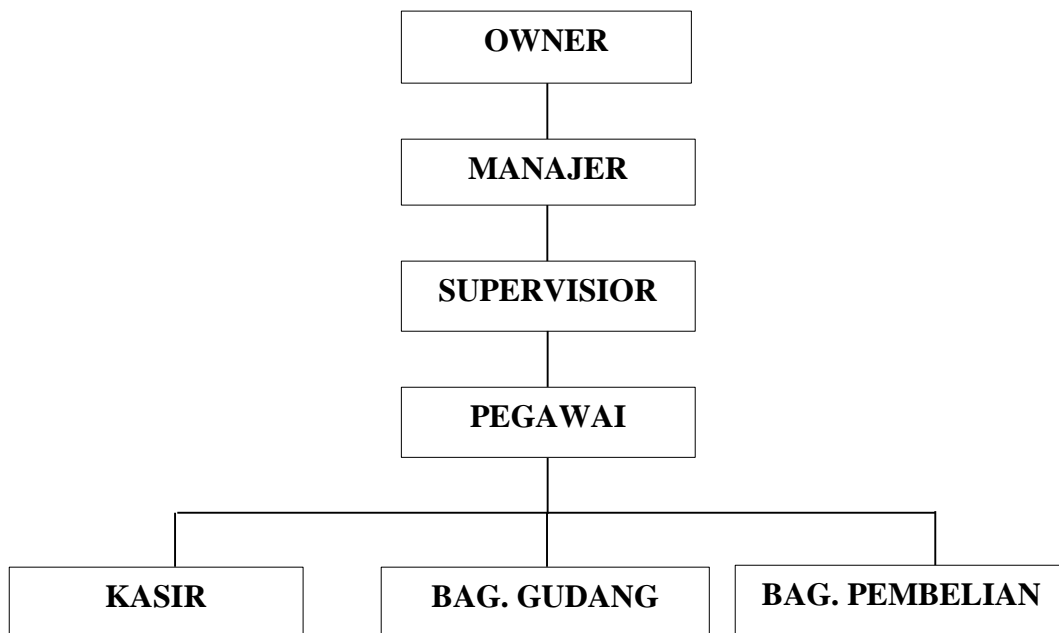 OWNER
MANAJER
SUPERVISIOR
PEGAWAI
KASIR
BAG. GUDANG
BAG. PEMBELIAN